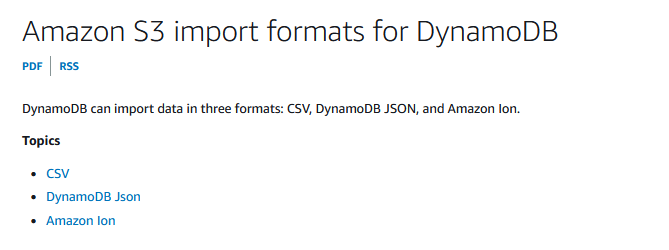 Amazon S3 import formats for DynamoDB
PDF RSS
DynamoDB can import data in three formats: CSV, DynamoDB JSON, and Amazon Ion.
Topics
CSV
DynamoDB Json
Amazon Ion